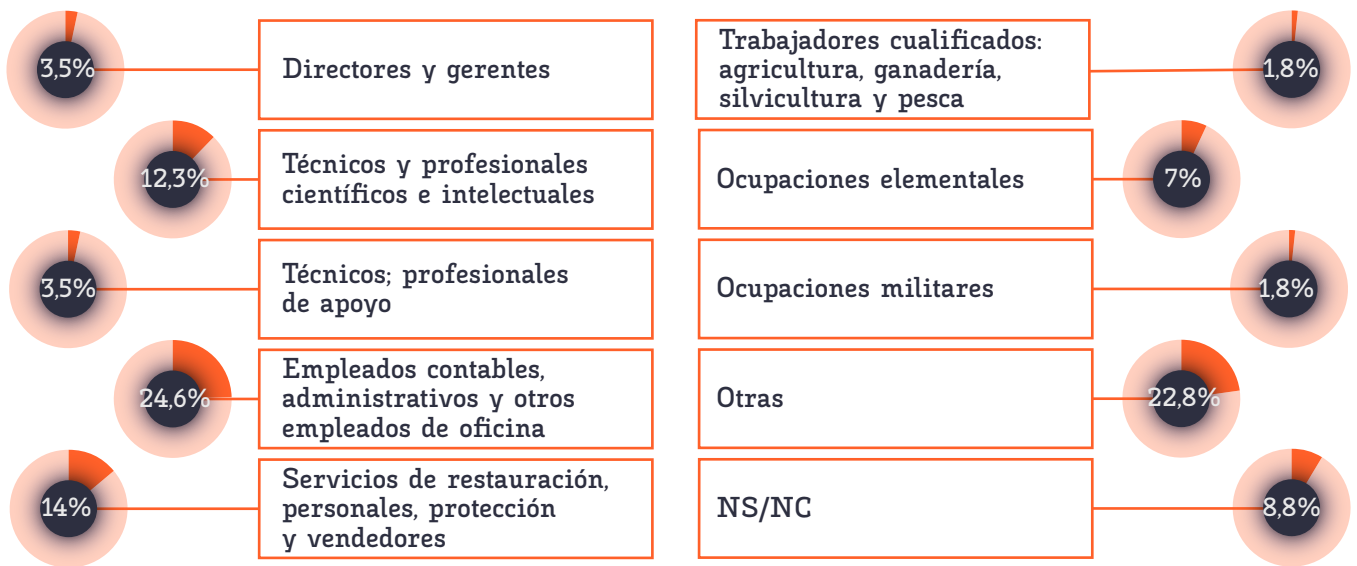 3,5%
Directores y gerentes
12,3%
Técnicos y profesionales
científicos e intelectuales
3,5%
Técnicos; profesionales
de apoyo
24,6%
Empleados contables,
administrativos y otros
empleados de oficina
14%
Servicios de restauración,
personales, protección
y vendedores
Trabajadores cualificados:
agricultura, ganadería,
silvicultura y pesca
1,8%
Ocupaciones elementales
7%
Ocupaciones militares
1,8%
Otras
22,8%
NS/NC
8,8%